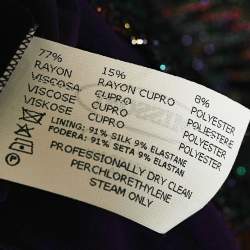 77% 15% 8%
RAYON RAYON CUPRO POLYESTER
VISCOSA CUPRO POLIESTERE
VISCOSE CUPRO POLYESTER
VISKOSE CUPRO POLYESTER
LINING: 91% SILK 9% ELASTANE
FODERA: 91% SETA 9% ELASTAN
PROFESSIONALLY DRY CLEAN
PERCHLORETHYLENE
STEAM ONLY